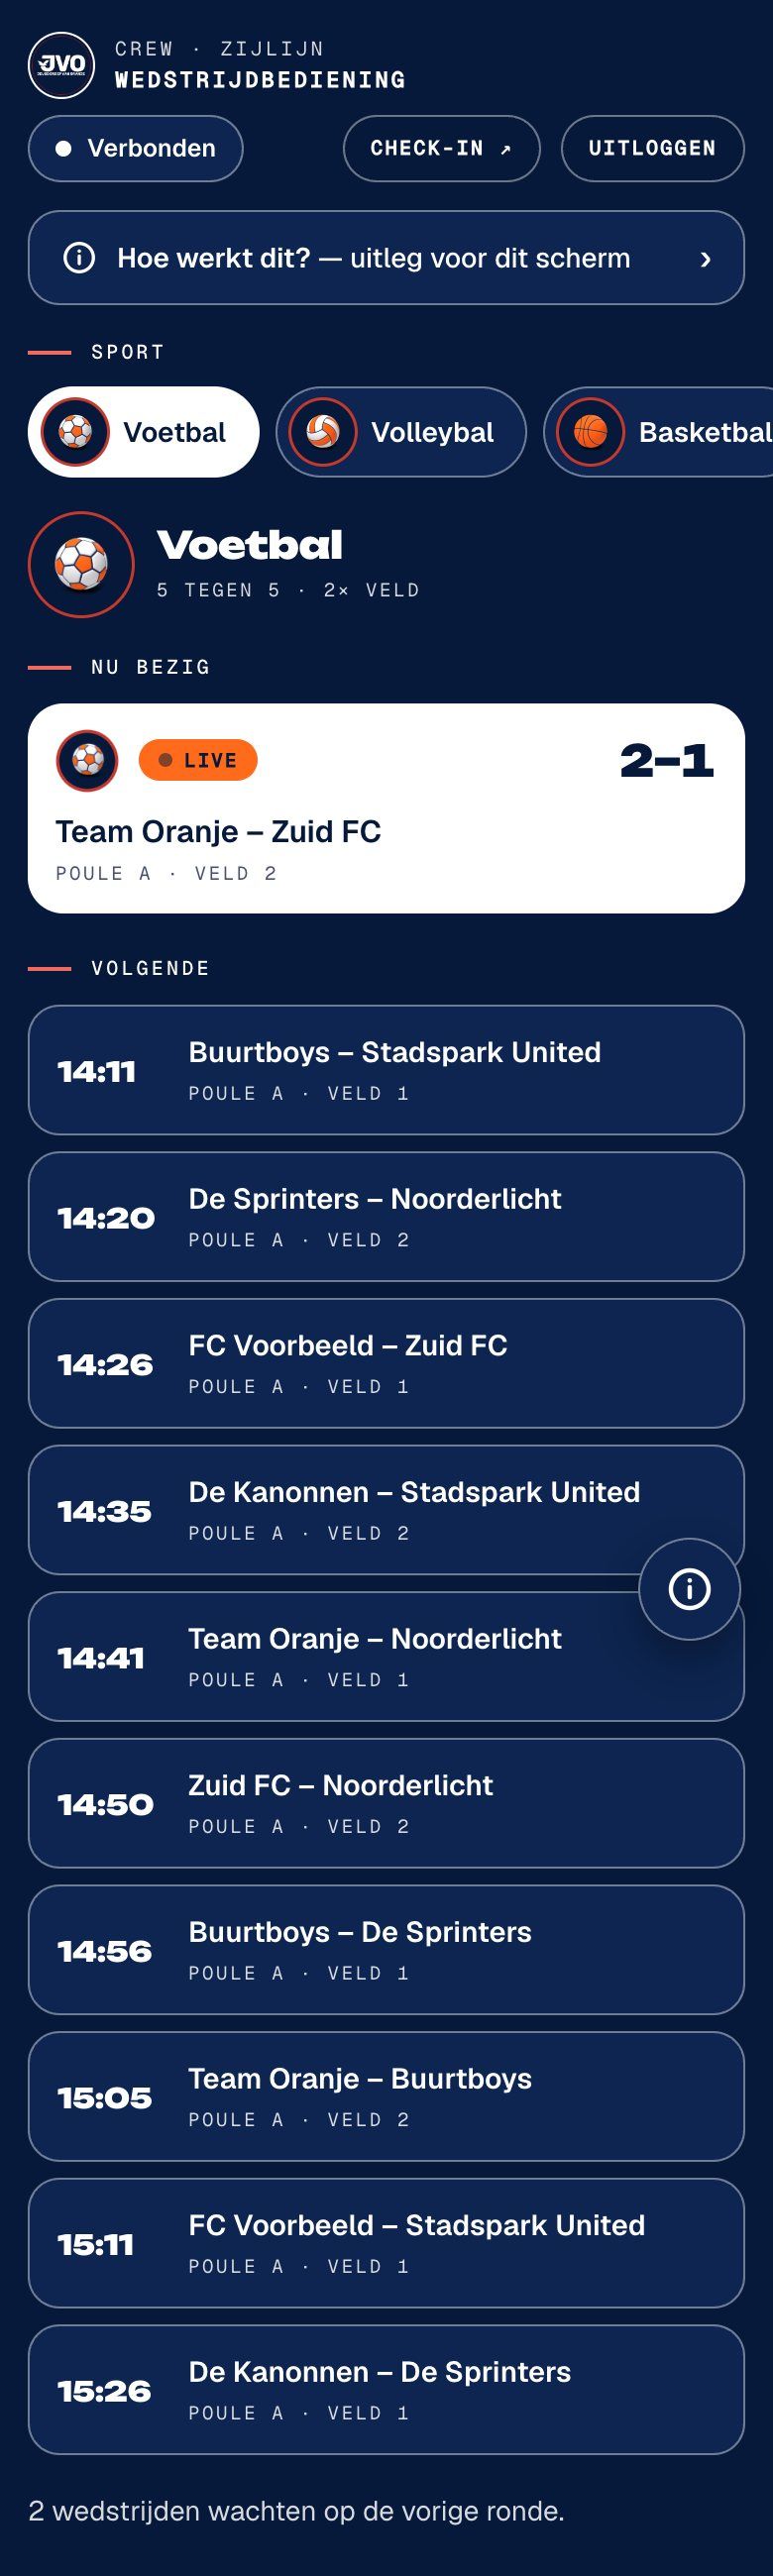 JVO
CREW · ZIJLIJN
WEDSTRIJDBEDIENING
Verbonden
CHECK-IN ↗
UITLOGGEN
Hoe werkt dit? — uitleg voor dit scherm
SPORT
Voetbal
Volleybal
Basketbal
Voetbal
5 TEGEN 5 · 2× VELD
NU BEZIG
LIVE
2–1
Team Oranje – Zuid FC
POULE A · VELD 2
VOLGENDE
14:11
Buurtboys – Stadspark United
POULE A · VELD 1
14:20
De Sprinters – Noorderlicht
POULE A · VELD 2
14:26
FC Voorbeeld – Zuid FC
POULE A · VELD 1
14:35
De Kanonnen – Stadspark United
POULE A · VELD 2
14:41
Team Oranje – Noorderlicht
POULE A · VELD 1
14:50
Zuid FC – Noorderlicht
POULE A · VELD 2
14:56
Buurtboys – De Sprinters
POULE A · VELD 1
15:05
Team Oranje – Buurtboys
POULE A · VELD 2
15:11
FC Voorbeeld – Stadspark United
POULE A · VELD 1
15:26
De Kanonnen – De Sprinters
POULE A · VELD 1
2 wedstrijden wachten op de vorige ronde.